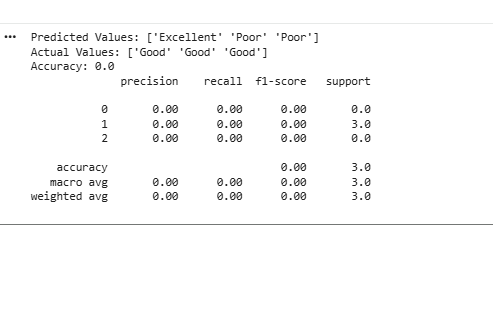 ••• Predicted Values: ['Excellent' 'Poor' 'Poor']
Actual Values: ['Good' 'Good' 'Good']
Accuracy: 0.0
precision recall f1-score support
0 0.00 0.00 0.00 0.0
1 0.00 0.00 0.00 3.0
2 0.00 0.00 0.00 0.0
accuracy 0.00 3.0
macro avg 0.00 0.00 0.00 3.0
weighted avg 0.00 0.00 0.00 3.0